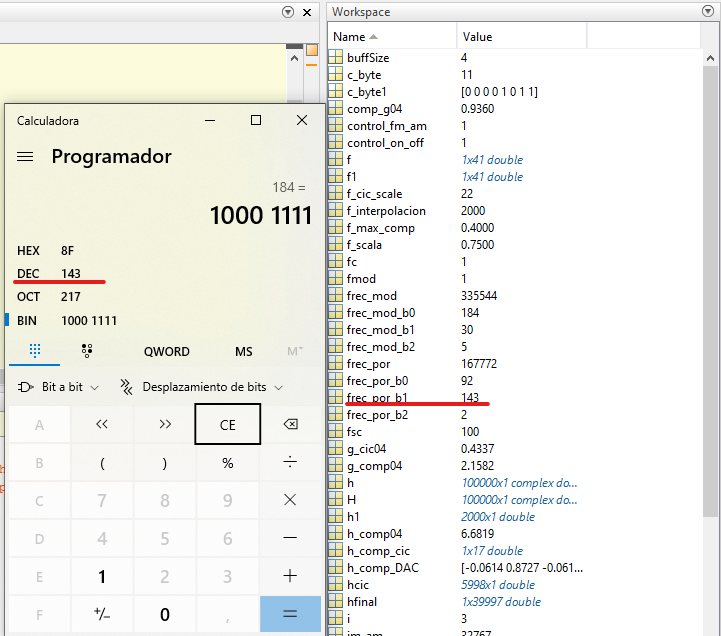 Workspace
Name Value
buffSize 4
c_byte 11
c_byte1 [0 0 0 0 1 0 1 1]
comp_g04 0.9360
control_fm_am 1
control_on_off 1
f 1x41 double
f1 1x41 double
f_cic_scale 22
f_interpolacion 2000
f_max_comp 0.4000
f_scala 0.7500
fc 1
fmod 1
frec_mod 335544
frec_mod_b0 184
frec_mod_b1 30
frec_mod_b2 5
frec_por 167772
frec_por_b0 92
frec_por_b1 143
frec_por_b2 2
fsc 100
g_cic04 0.4337
g_comp04 2.1582
h 100000x1 complex do...
H 100000x1 complex do...
h1 2000x1 double
h_comp04 6.6819
h_comp_cic 1x17 double
h_comp_DAC [-0.0614 0.8727 -0.061...
hcic 5998x1 double
hfinal 1x39997 double
i 3
im_am 32767
Calculadora
Programador
184 =
1000 1111
HEX 8F
DEC 143
OCT 217
BIN 1000 1111
QWORD MS M
Bit a bit Desplazamiento de bits
A << >> CE
B ( ) % ÷
C 7 8 9 ×
D 4 5 6 −
E 1 2 3 +
F +/− 0 , =